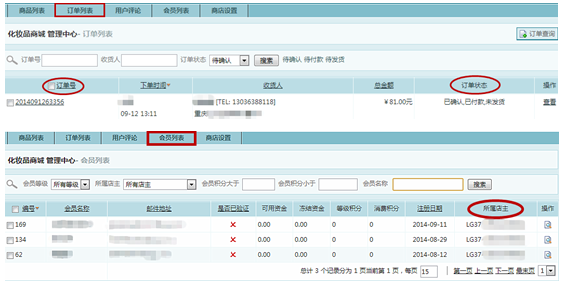 商品列表 订单列表 用户评论 会员列表 商店设置
化妆品商城 管理中心 - 订单列表 订单查询
订单号 收货人 订单状态 待确认 搜索 待确认 待付款 待发货
订单号 下单时间 收货人 总金额 订单状态 操作
2014091263356 [TEL: 13036388118] ¥81.00元 已确认,已付款,未发货 查看
09-12 13:11 重庆
商品列表 订单列表 用户评论 会员列表 商店设置
化妆品商城 管理中心 - 会员列表
会员等级 所有等级 所属店主 所有店主 会员积分大于 会员积分小于 会员名称 搜索
编号 会员名称 邮件地址 是否已验证 可用资金 冻结资金 等级积分 消费积分 注册日期 所属店主 操作
169 0.00 0.00 0 0 2014-09-11 LG37
134 0.00 0.00 0 0 2014-08-29 LG37
62 0.00 0.00 0 0 2014-08-12 LG37
总计 3 个记录分为 1 页当前第 1 页，每页 15 第一页 上一页 下一页 最末页 1